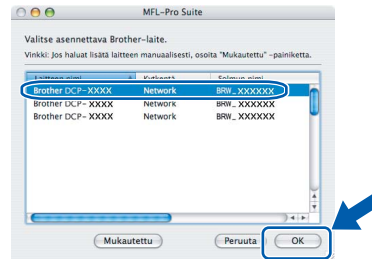 MFL-Pro Suite
Valitse asennettava Brother-laite.
Vinkki: Jos haluat lisätä laitteen manuaalisesti, osoita "Mukautettu" -painiketta.
Laitteen nimi Kytkentä Solmun nimi
Brother DCP-XXXX Network BRW_XXXXXX
Brother DCP- XXXX Network BRW_ XXXXXX
Brother DCP- XXXX Network BRW_ XXXXXX
Mukautettu Peruuta OK